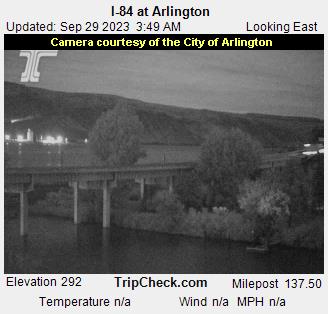 I-84 at Arlington
Updated: Sep 29 2023 3:49 AM Looking East
Camera courtesy of the City of Arlington
Elevation 292 TripCheck.com Milepost 137.50
Temperature n/a Wind n/a MPH n/a